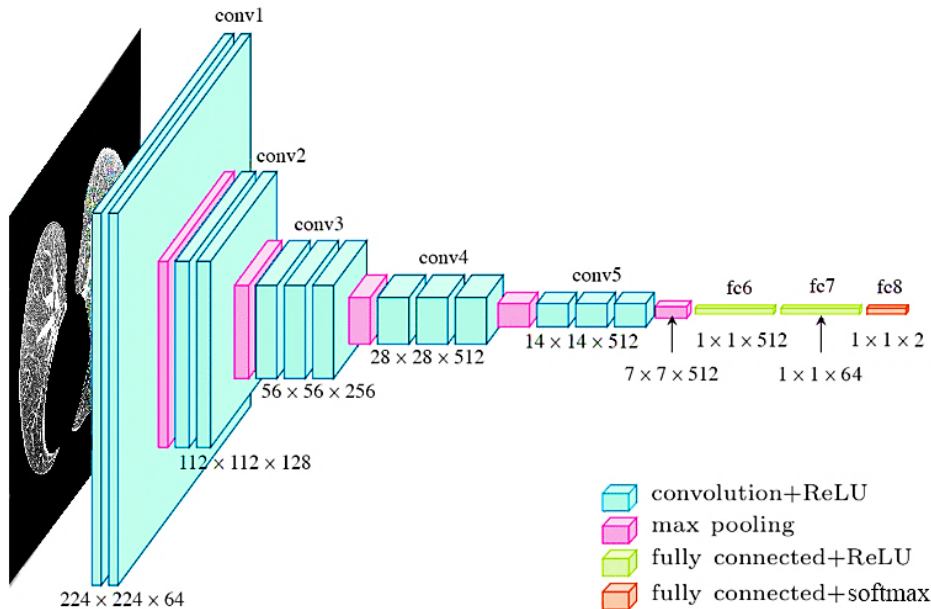 conv1
conv2
conv3
conv4
conv5
fc6
fc7
fc8
28 × 28 × 512
14 × 14 × 512
1 × 1 × 512
1 × 1 × 2
7 × 7 × 512
1 × 1 × 64
56 × 56 × 256
112 × 112 × 128
224 × 224 × 64
convolution+ReLU
max pooling
fully connected+ReLU
fully connected+softmax